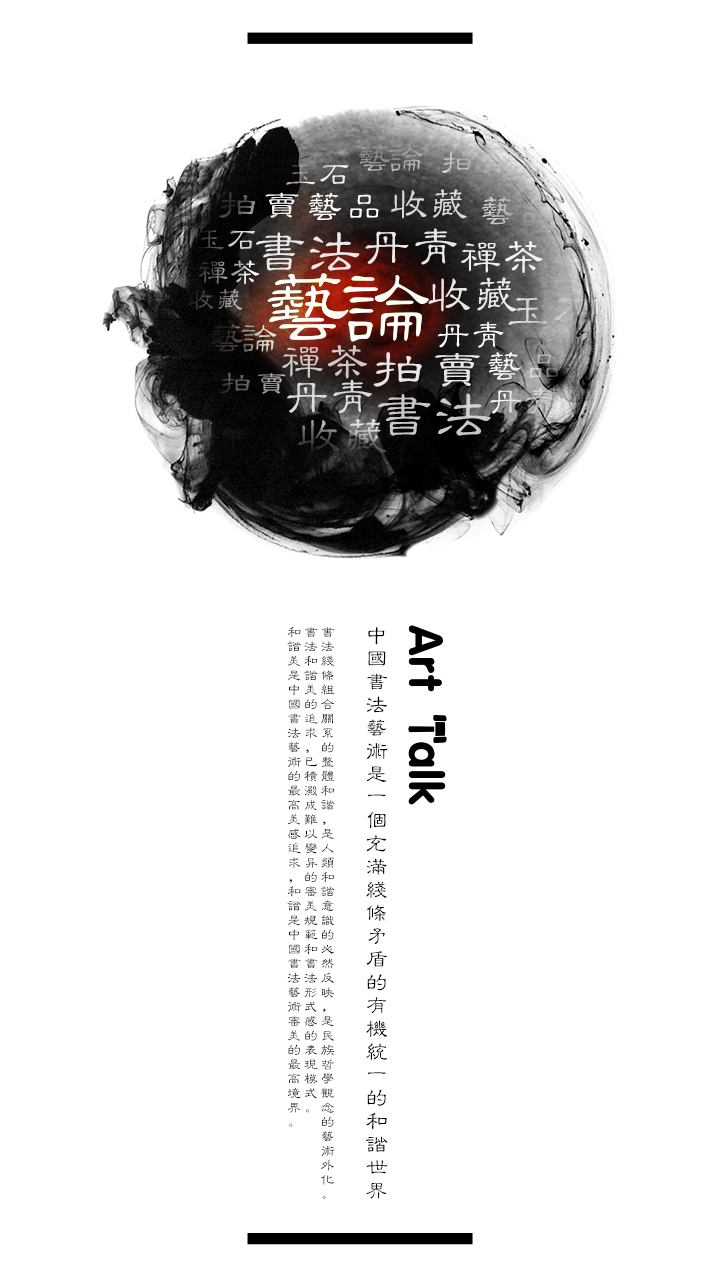 藝論 拍
玉石
拍賣藝品 收藏 藝
玉石 書法 丹青 禪茶
禪茶
藝論 收藏 玉
收藏
丹青
藝論 禪茶 拍賣 藝品
拍賣 丹青 書法 丹青
收藏
Art Talk
中國書法藝術是一個充滿綫條矛盾的有機統一的和諧世界
書法綫條組合關系的整體和諧，是人類和諧意識的必然反映，是民族哲學觀念的藝術外化。
書法和諧美的追求，已積澱成難以變异的審美規範和書法形式感的表現模式。
和諧美是中國書法藝術的最高美感追求，和諧是中國書法藝術審美的最高境界。